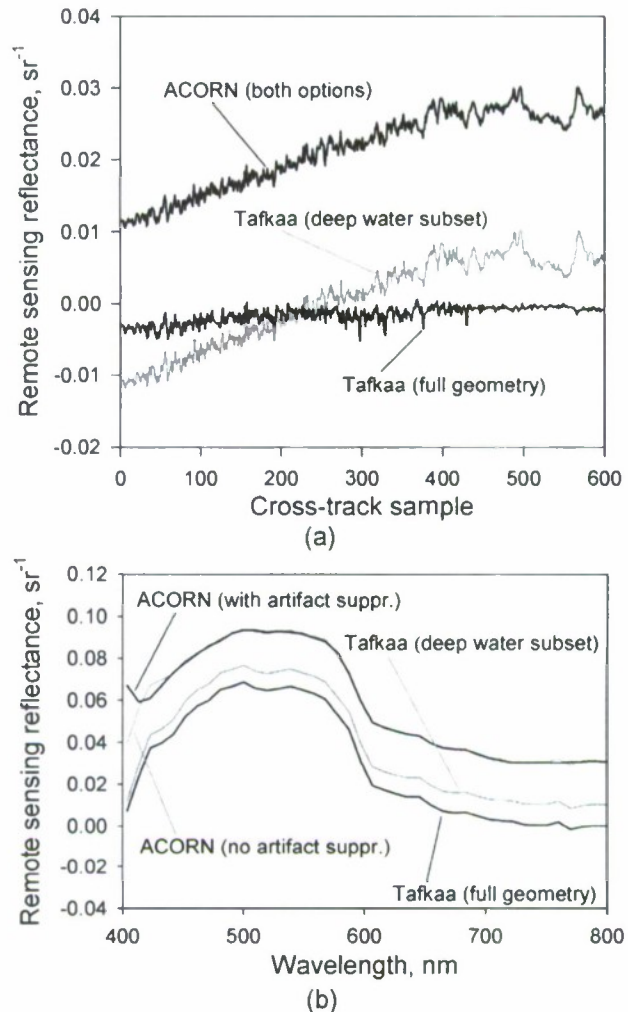 0.04
0.03
0.02
0.01
0.00
-0.01
-0.02
Remote sensing reflectance, sr-1
ACORN (both options)
Tafkaa (deep water subset)
Tafkaa (full geometry)
0 100 200 300 400 500 600
Cross-track sample
(a)
0.12
0.10
0.08
0.06
0.04
0.02
0.00
-0.02
-0.04
Remote sensing reflectance, sr-1
ACORN (with artifact suppr.)
Tafkaa (deep water subset)
ACORN (no artifact suppr.)
Tafkaa (full geometry)
400 500 600 700 800
Wavelength, nm
(b)